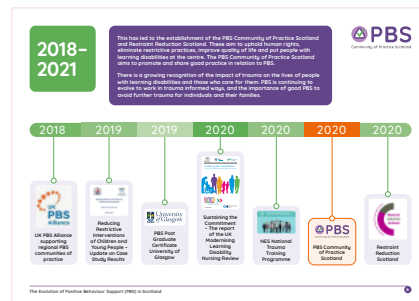 2018–
2021
This has led to the establishment of the PBS Community of Practice Scotland
and Restraint Reduction Scotland. These aim to uphold human rights,
eliminate restrictive practices, improve quality of life and put people with
learning disabilities at the centre. The PBS Community of Practice Scotland
aims to promote and share good practice in relation to PBS.
There is a growing recognition of the impact of trauma on the lives of people
with learning disabilities and those who care for them. PBS is continuing to
evolve to work in trauma informed ways, and the importance of good PBS to
avoid further trauma for individuals and their families.
PBS
Community of Practice Scotland
2018
2019
2019
2020
2020
2020
2020
UK
PBS
Alliance
UK PBS Alliance
supporting
regional PBS
communities of
practice
Reducing
Restrictive
Interventions
of Children and
Young People –
Update on Case
Study Results
University
of Glasgow
PBS Post
Graduate
Certificate
University of
Glasgow
Sustaining the
Commitment
– The report
of the UK
Modernising
Learning
Disability
Nursing Review
NES National
Trauma
Training
Programme
PBS
PBS Community
of Practice
Scotland
Restraint
Reduction
Scotland
The Evolution of Positive Behaviour Support (PBS) in Scotland